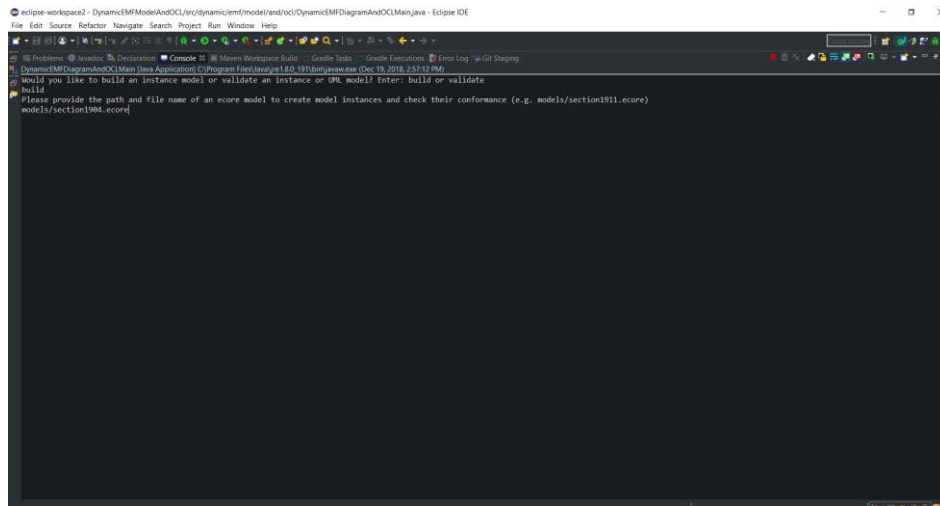 eclipse-workspace2 - DynamicEMFModelAndOCL/src/dynamic/emf/model/and/ocl/DynamicEMFDiagramAndOCLMain.java - Eclipse IDE
File Edit Source Refactor Navigate Search Project Run Window Help
Problems Javadoc Declaration Console Maven Workspace Build Gradle Tasks Gradle Executions Error Log Git Staging
DynamicEMFDiagramAndOCLMain [Java Application] C:\Program Files\Java\jre1.8.0_191\bin\javaw.exe (Dec 19, 2018, 2:57:12 PM)
Would you like to build an instance model or validate an instance or UML model? Enter: build or validate
build
Please provide the path and file name of an ecore model to create model instances and check their conformance (e.g. models/section1911.ecore)
models/section1904.ecore